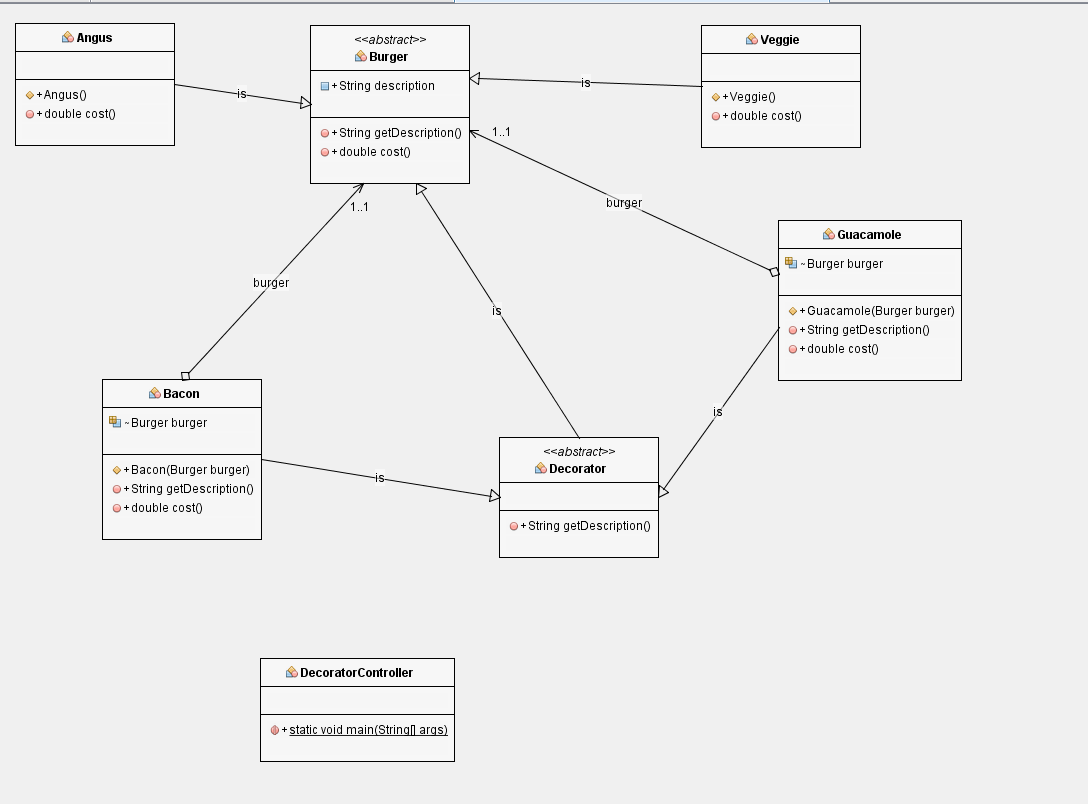 Angus
+Angus()
+double cost()
is
<<abstract>>
Burger
+String description
+String getDescription()
+double cost()
is
Veggie
+Veggie()
+double cost()
1..1
burger
1..1
burger
is
Guacamole
~Burger burger
+Guacamole(Burger burger)
+String getDescription()
+double cost()
is
Bacon
~Burger burger
+Bacon(Burger burger)
+String getDescription()
+double cost()
is
<<abstract>>
Decorator
+String getDescription()
DecoratorController
+static void main(String[] args)